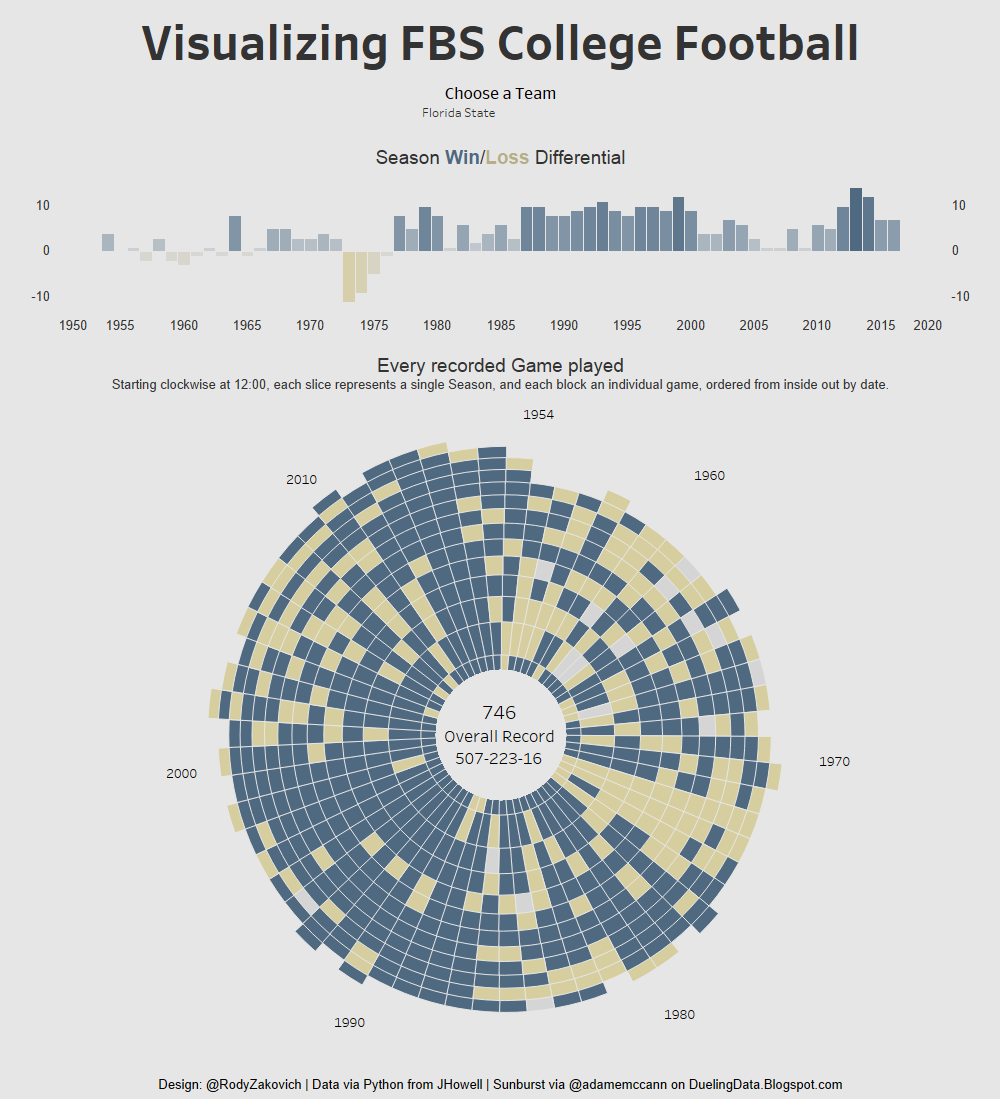 Visualizing FBS College Football
Choose a Team
Florida State
Season Win/Loss Differential
10 10
0 0
-10 -10
1950 1955 1960 1965 1970 1975 1980 1985 1990 1995 2000 2005 2010 2015 2020
Every recorded Game played
Starting clockwise at 12:00, each slice represents a single Season, and each block an individual game, ordered from inside out by date.
1954
2010 1960
746
Overall Record
507-223-16
2000 1970
1990 1980
Design: @RodyZakovich | Data via Python from JHowell | Sunburst via @adamemccann on DuelingData.Blogspot.com